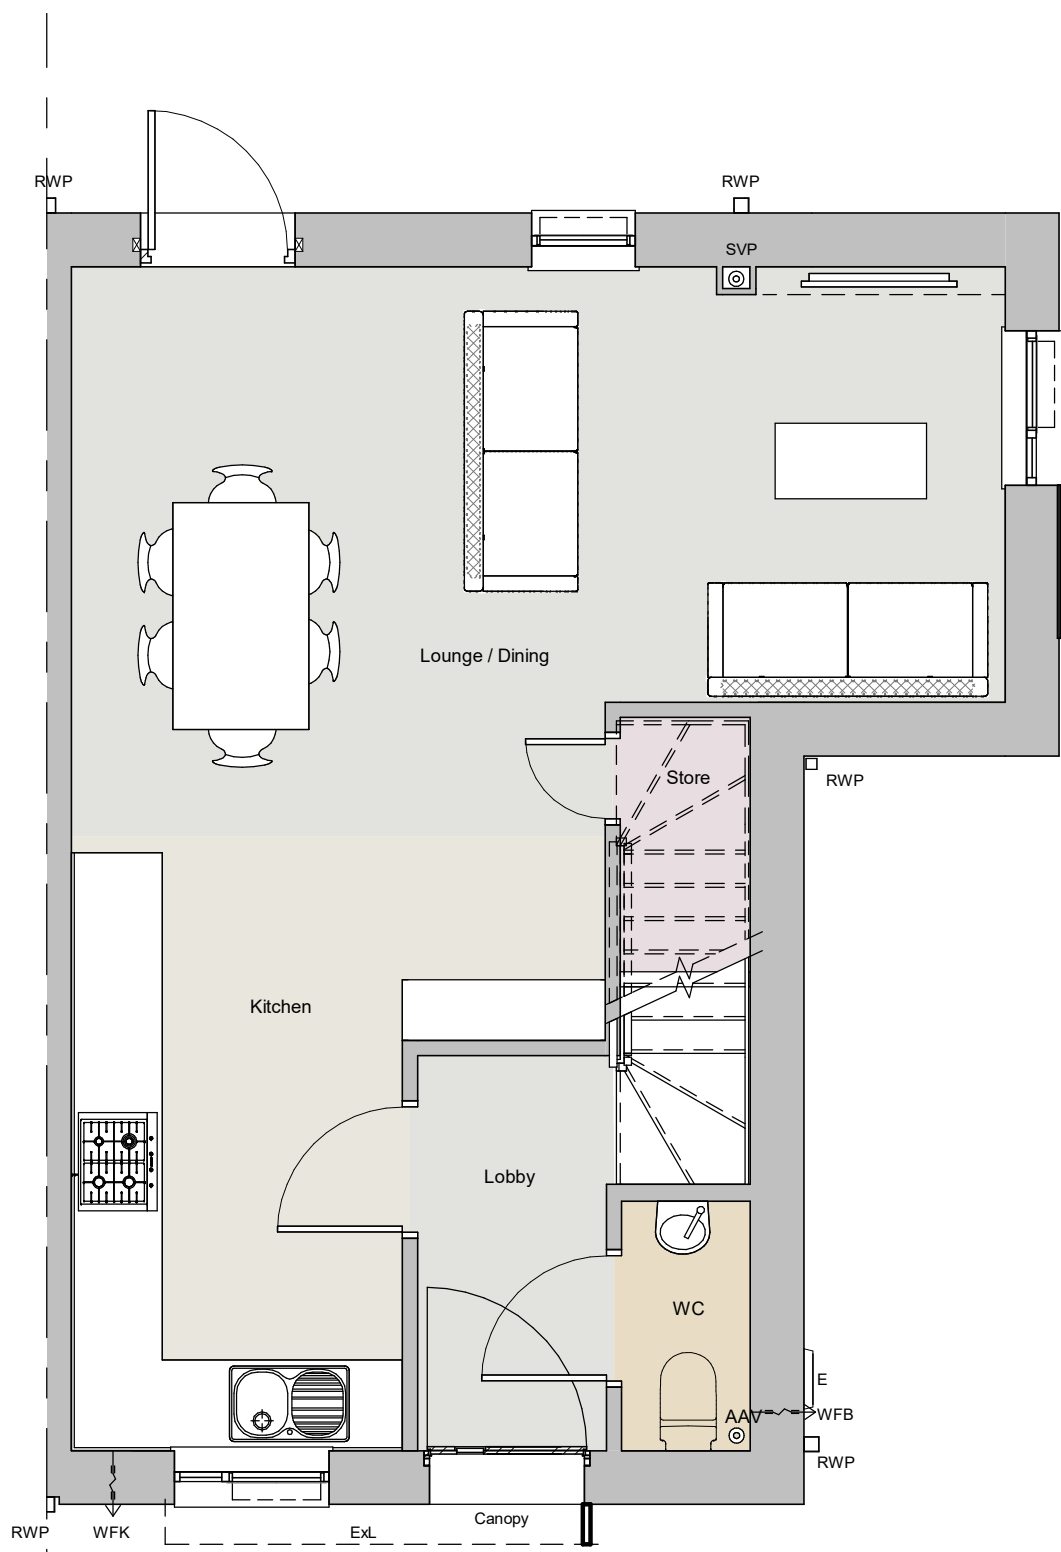 RWP
RWP
SVP
Lounge / Dining
Store
RWP
Kitchen
Lobby
WC
E
AAV
WFB
RWP
Canopy
RWP
WFK
ExL